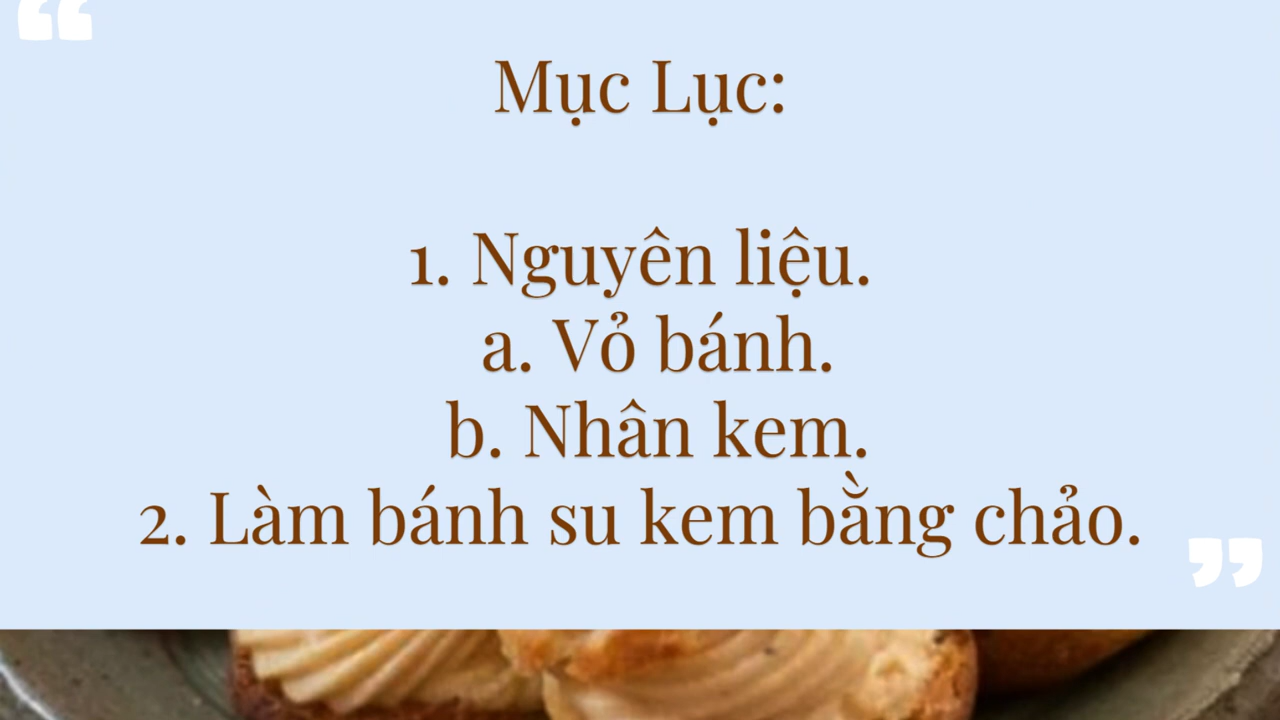 “
Mục Lục:
1. Nguyên liệu.
a. Vỏ bánh.
b. Nhân kem.
2. Làm bánh su kem bằng chảo.
”